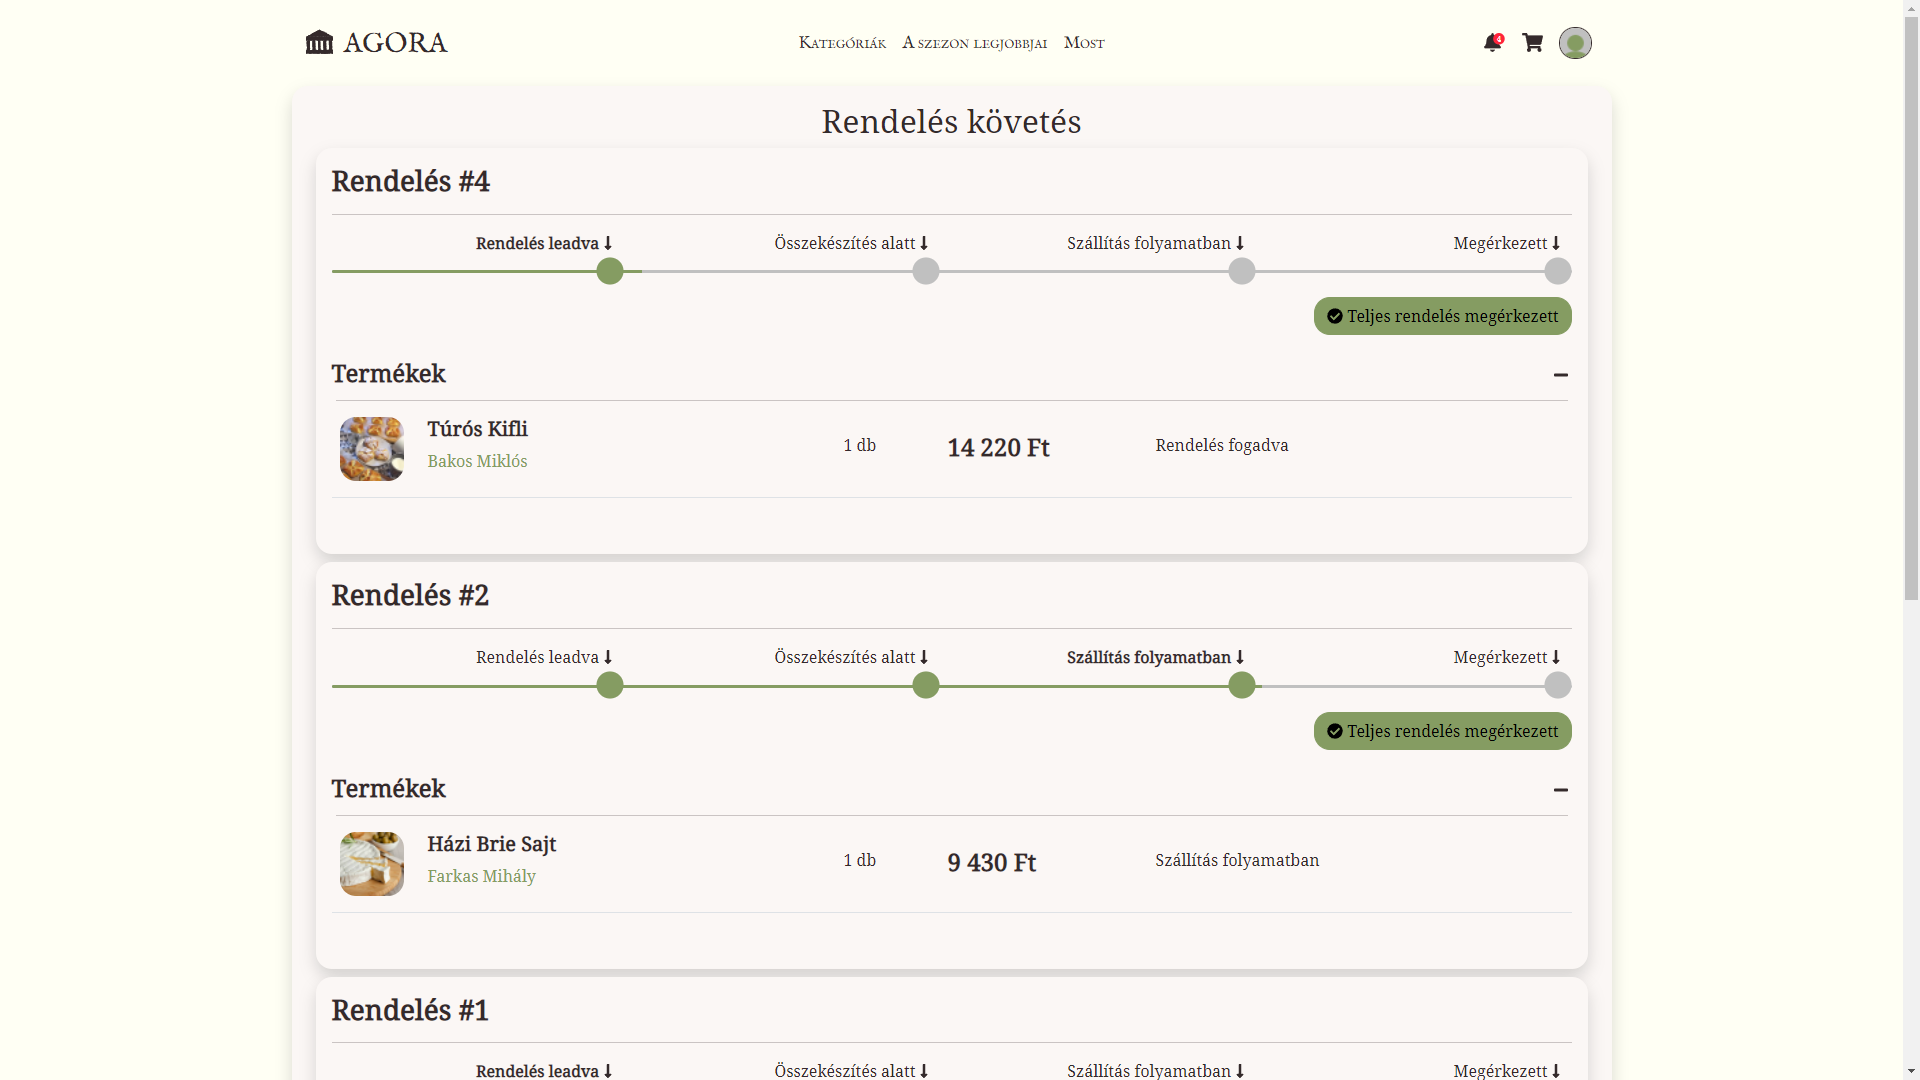 AGORA
Kategóriák A szezon legjobbjai Most
4
Rendelés követés
Rendelés #4
Rendelés leadva Összekészítés alatt Szállítás folyamatban Megérkezett
Teljes rendelés megérkezett
Termékek
Túrós Kifli
Bakos Miklós
1 db 14 220 Ft Rendelés fogadva
Rendelés #2
Rendelés leadva Összekészítés alatt Szállítás folyamatban Megérkezett
Teljes rendelés megérkezett
Termékek
Házi Brie Sajt
Farkas Mihály
1 db 9 430 Ft Szállítás folyamatban
Rendelés #1
Rendelés leadva Összekészítés alatt Szállítás folyamatban Megérkezett